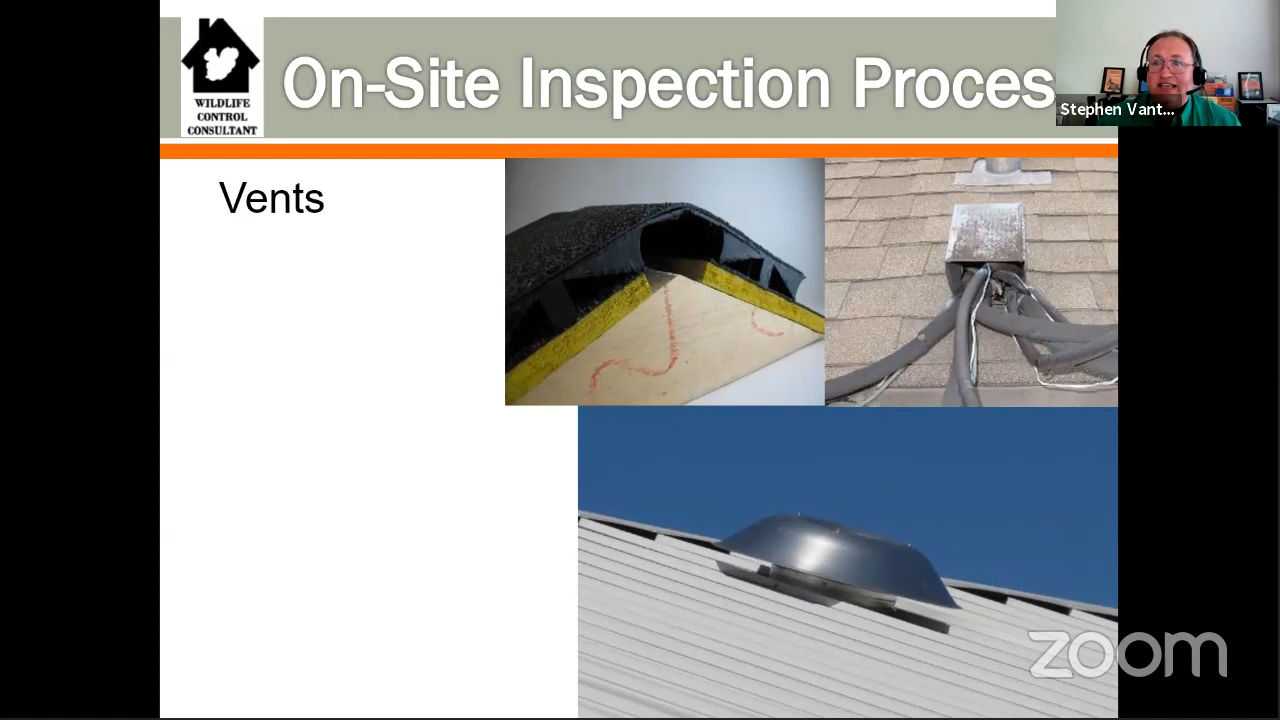 WILDLIFE
CONTROL
CONSULTANT
On-Site Inspection Proces
Stephen Vant...
Vents
zoom